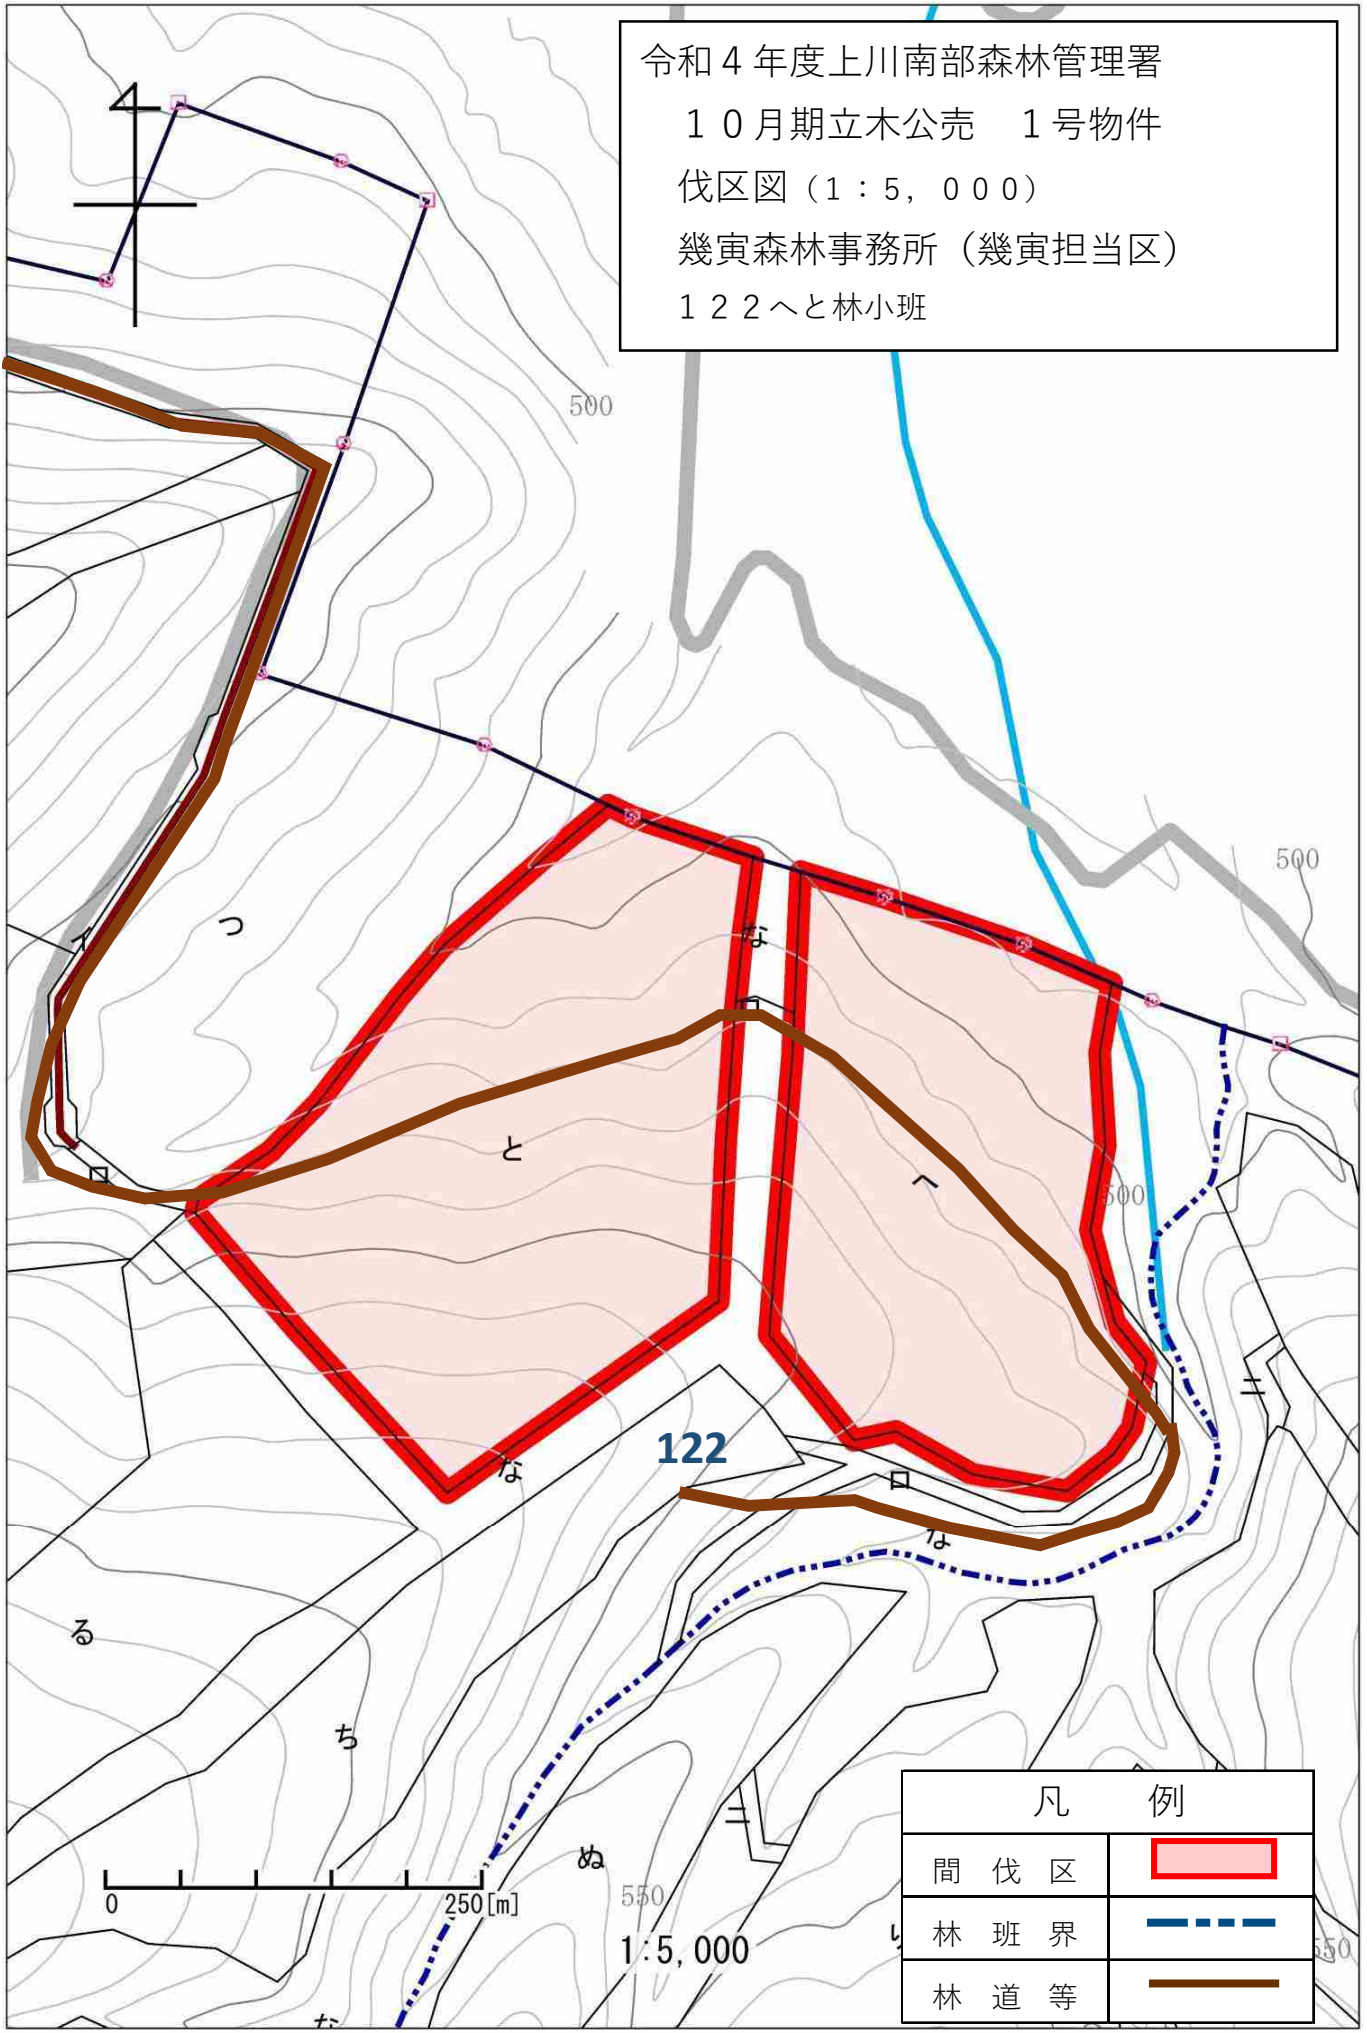 令和４年度上川南部森林管理署
１０月期立木公売　１号物件
伐区図（１：５，０００）
幾寅森林事務所（幾寅担当区）
１２２へと林小班
500
500
つ
イ
な
ロ
と
へ
500
ロ
ニ
122
な
ロ
な
る
ち
ニ
ぬ
550
0 250[m]
1:5,000
550
な
凡　例
間伐区
林班界
林道等